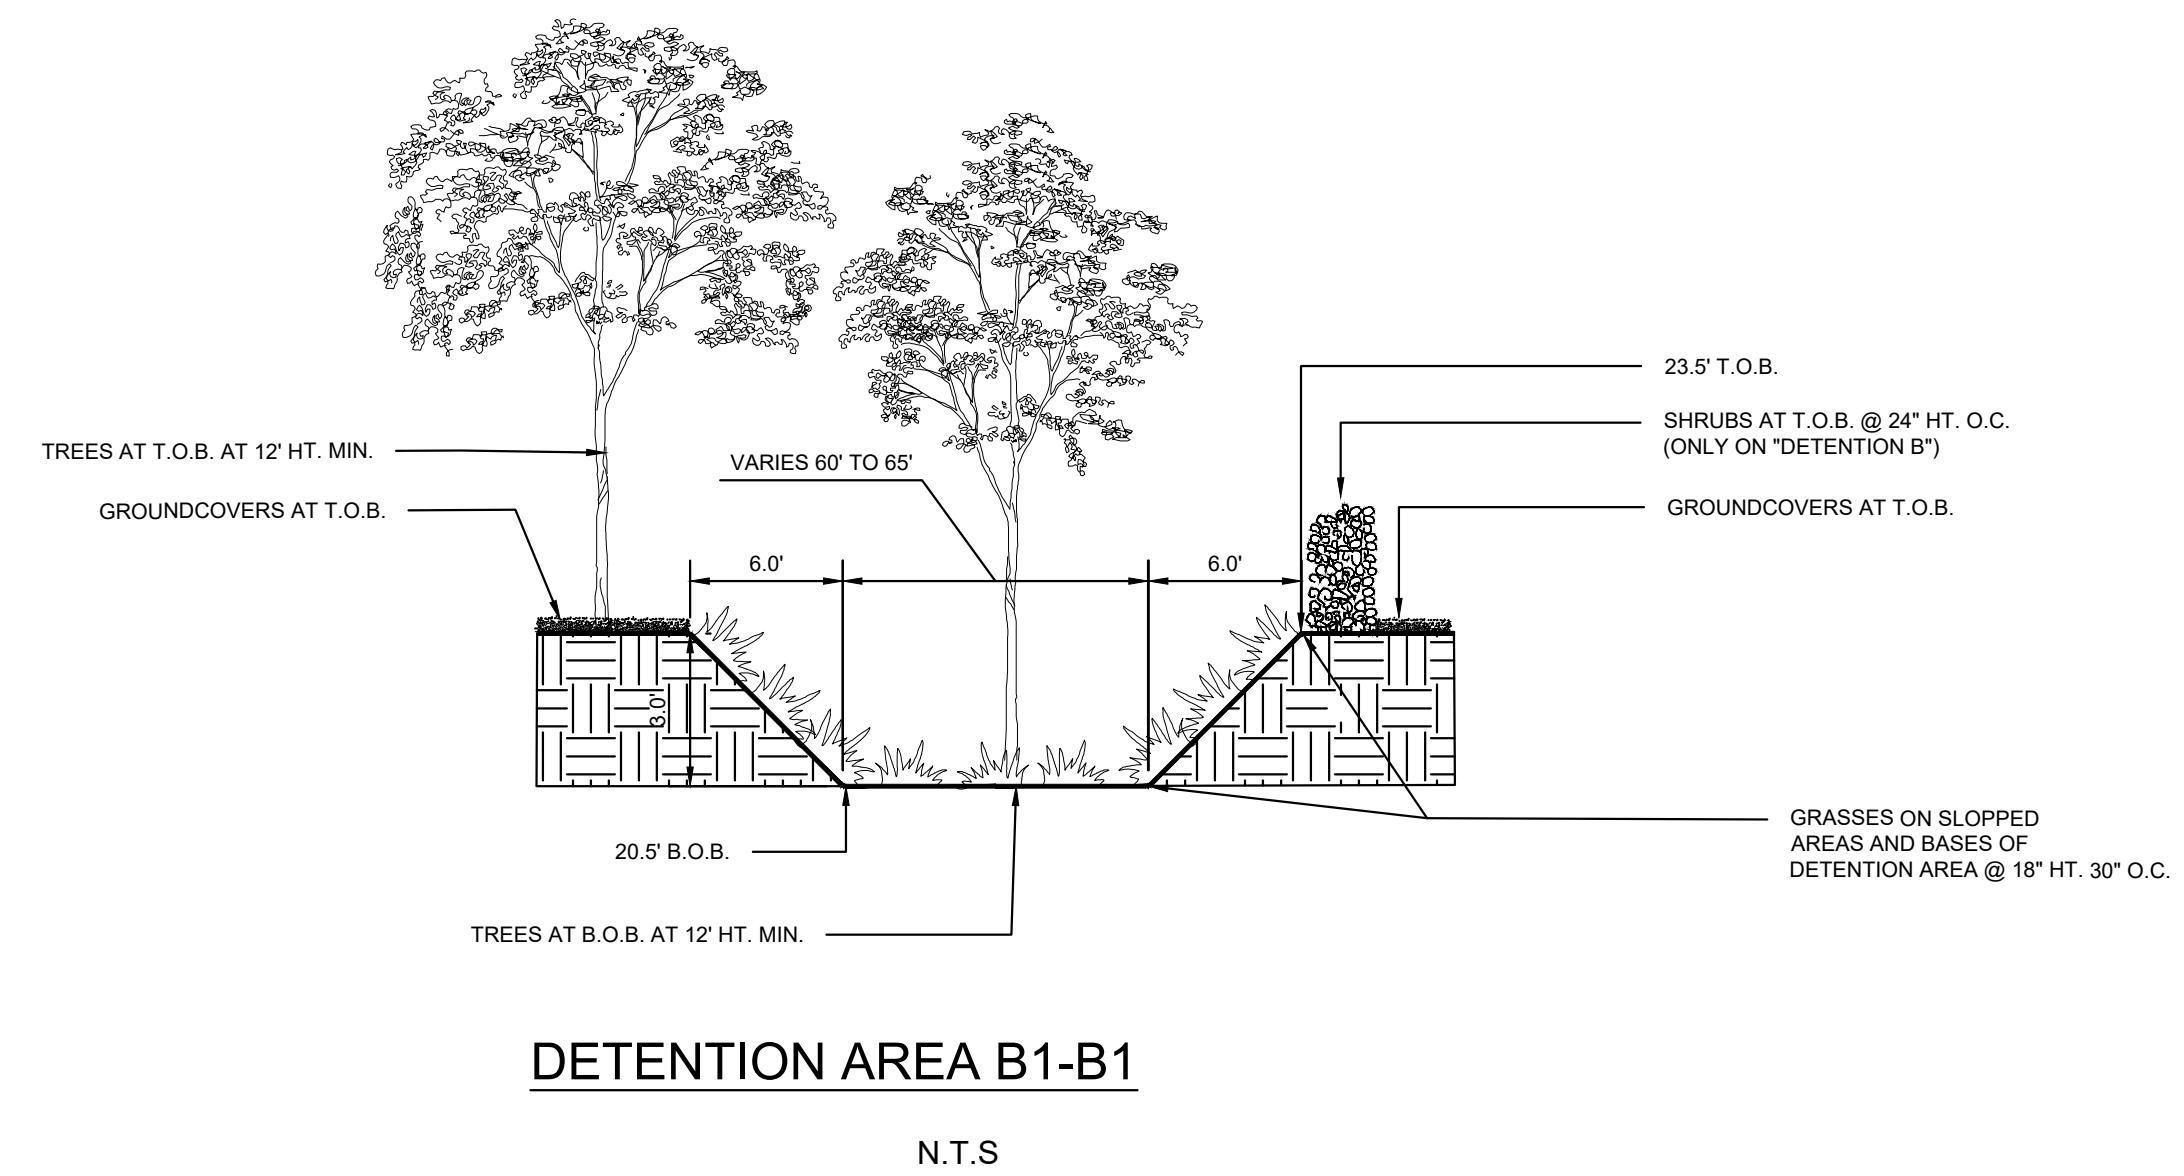 23.5' T.O.B.
SHRUBS AT T.O.B. @ 24" HT. O.C.
(ONLY ON "DETENTION B")
TREES AT T.O.B. AT 12' HT. MIN.
VARIES 60' TO 65'
GROUNDCOVERS AT T.O.B.
GROUNDCOVERS AT T.O.B.
6.0'
6.0'
3.0'
20.5' B.O.B.
GRASSES ON SLOPPED
AREAS AND BASES OF
DETENTION AREA @ 18" HT. 30" O.C.
TREES AT B.O.B. AT 12' HT. MIN.
DETENTION AREA B1-B1
N.T.S